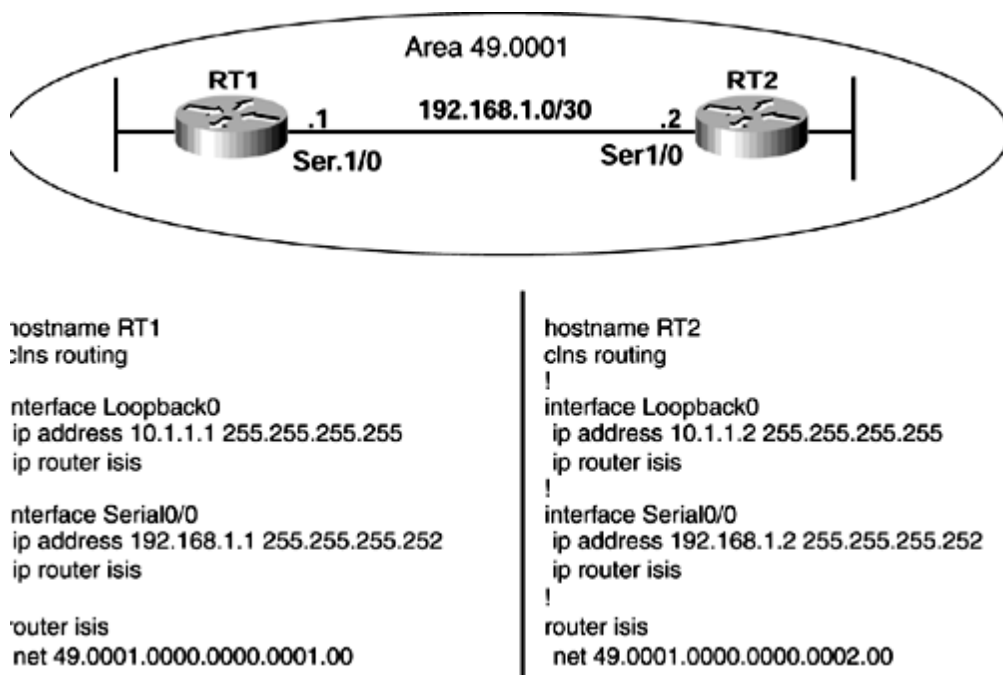 Area 49.0001
RT1
RT2
192.168.1.0/30
.1
.2
Ser.1/0
Ser1/0
nostname RT1
clns routing
nterface Loopback0
ip address 10.1.1.1 255.255.255.255
ip router isis
nterface Serial0/0
ip address 192.168.1.1 255.255.255.252
ip router isis
router isis
net 49.0001.0000.0000.0001.00
hostname RT2
clns routing
!
interface Loopback0
ip address 10.1.1.2 255.255.255.255
ip router isis
!
interface Serial0/0
ip address 192.168.1.2 255.255.255.252
ip router isis
!
router isis
net 49.0001.0000.0000.0002.00